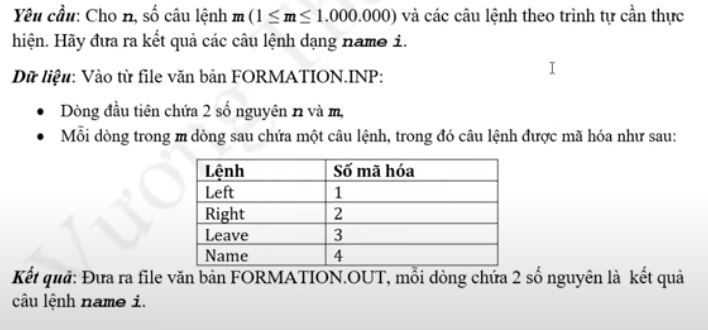 Yêu cầu: Cho n, số câu lệnh m (1 ≤ m ≤ 1.000.000) và các câu lệnh theo trình tự cần thực
hiện. Hãy đưa ra kết quả các câu lệnh dạng name i.
Dữ liệu: Vào từ file văn bản FORMATION.INP:
• Dòng đầu tiên chứa 2 số nguyên n và m,
• Mỗi dòng trong m dòng sau chứa một câu lệnh, trong đó câu lệnh được mã hóa như sau:
Lệnh Số mã hóa
Left 1
Right 2
Leave 3
Name 4
Kết quả: Đưa ra file văn bản FORMATION.OUT, mỗi dòng chứa 2 số nguyên là kết quả
câu lệnh name i.